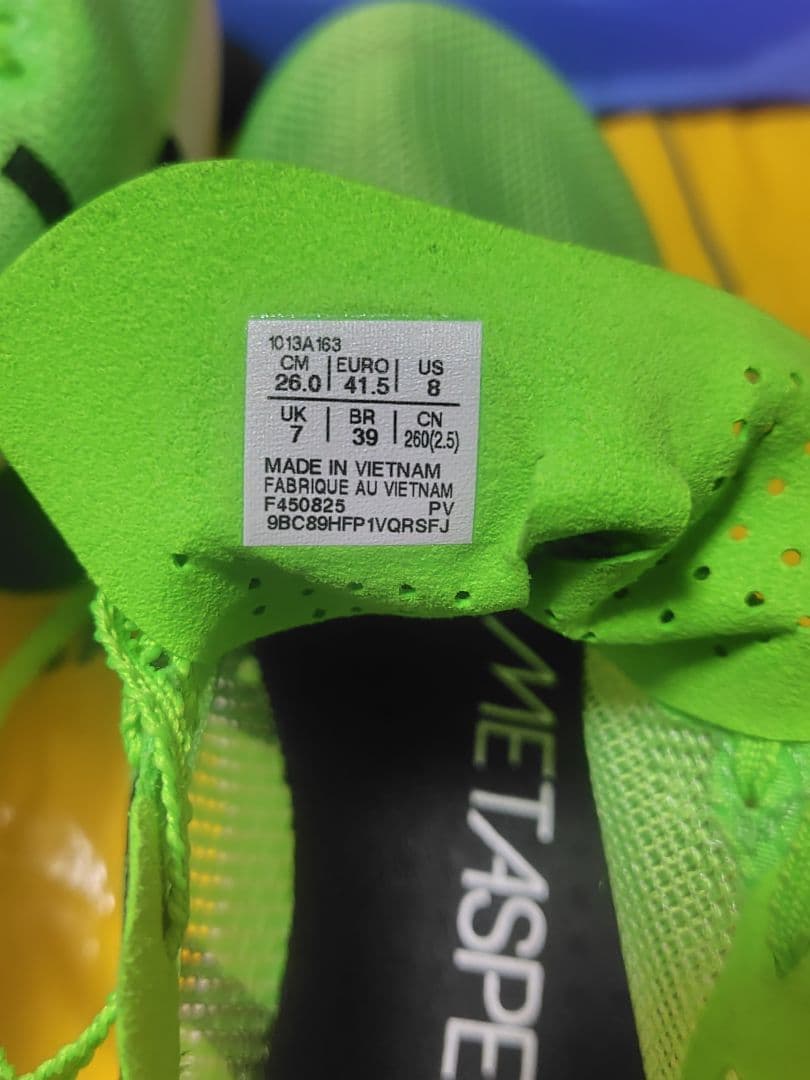 1013A163
CM | EURO | US
26.0 | 41.5 | 8
UK | BR | CN
7 | 39 | 260(2.5)
MADE IN VIETNAM
FABRIQUE AU VIETNAM
F450825 PV
9BC89HFP1VQRSFJ
METASPE